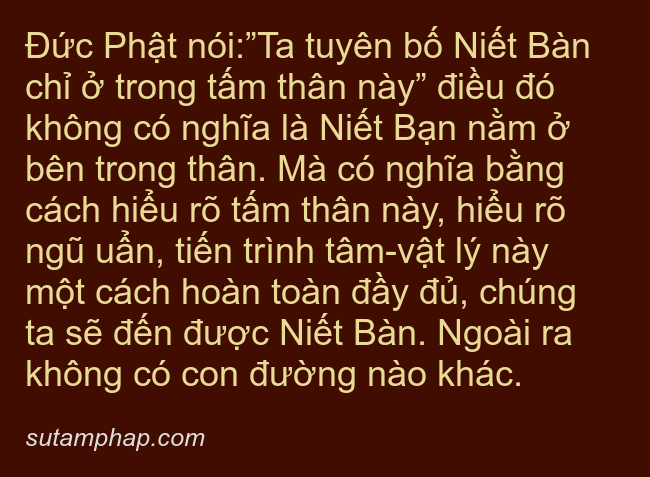 Đức Phật nói:”Ta tuyên bố Niết Bàn
chỉ ở trong tấm thân này” điều đó
không có nghĩa là Niết Bạn nằm ở
bên trong thân. Mà có nghĩa bằng
cách hiểu rõ tấm thân này, hiểu rõ
ngũ uẩn, tiến trình tâm-vật lý này
một cách hoàn toàn đầy đủ, chúng
ta sẽ đến được Niết Bàn. Ngoài ra
không có con đường nào khác.
sutamphap.com